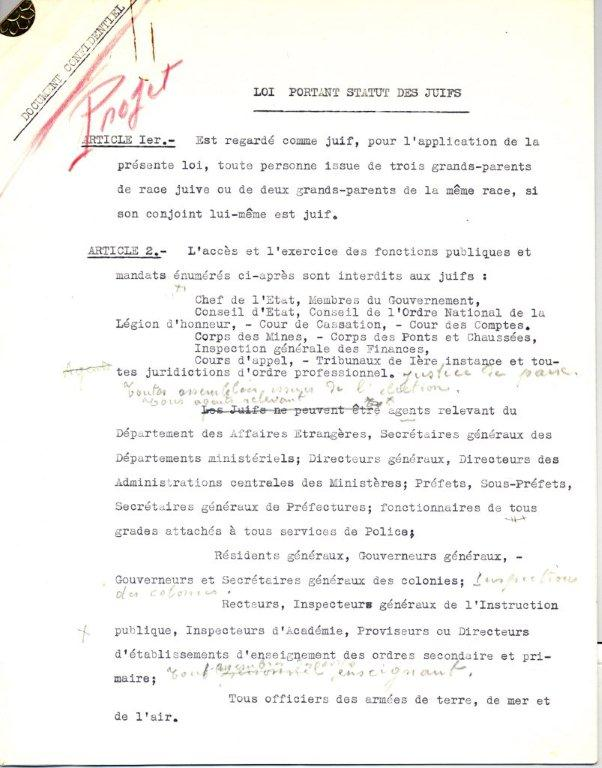 DOCUMENT CONFIDENTIEL
Projet
LOI PORTANT STATUT DES JUIFS
ARTICLE Ier.- Est regardé comme juif, pour l'application de la
présente loi, toute personne issue de trois grands-parents
de race juive ou de deux grands-parents de la même race, si
son conjoint lui-même est juif.
ARTICLE 2.- L'accès et l'exercice des fonctions publiques et
mandats énumérés ci-après sont interdits aux juifs :
Chef de l'Etat, Membres du Gouvernement,
Conseil d'Etat, Conseil de l'Ordre National de la
Légion d'honneur, - Cour de Cassation, - Cour des Comptes.
Corps des Mines, - Corps des Ponts et Chaussées,
Inspection générale des Finances,
Cours d'appel, - Tribunaux de Ière instance et tou-
tes juridictions d'ordre professionnel. Justice de paix.
Toutes assemblées issues de l'élection.
Tous agents relevant
Les Juifs ne peuvent être agents relevant du
Département des Affaires Etrangères, Secrétaires généraux des
Départements ministériels; Directeurs généraux, Directeurs des
Administrations centrales des Ministères; Préfets, Sous-Préfets,
Secrétaires généraux de Préfectures; fonctionnaires de tous
grades attachés à tous services de Police;
Résidents généraux, Gouverneurs généraux, -
Gouverneurs et Secrétaires généraux des colonies; Inspecteurs
des colonies.
Recteurs, Inspecteurs généraux de l'Instruction
publique, Inspecteurs d'Académie, Proviseurs ou Directeurs
d'établissements d'enseignement des ordres secondaire et pri-
maire; Tout personnel enseignant.
Tous officiers des armées de terre, de mer et
de l'air.